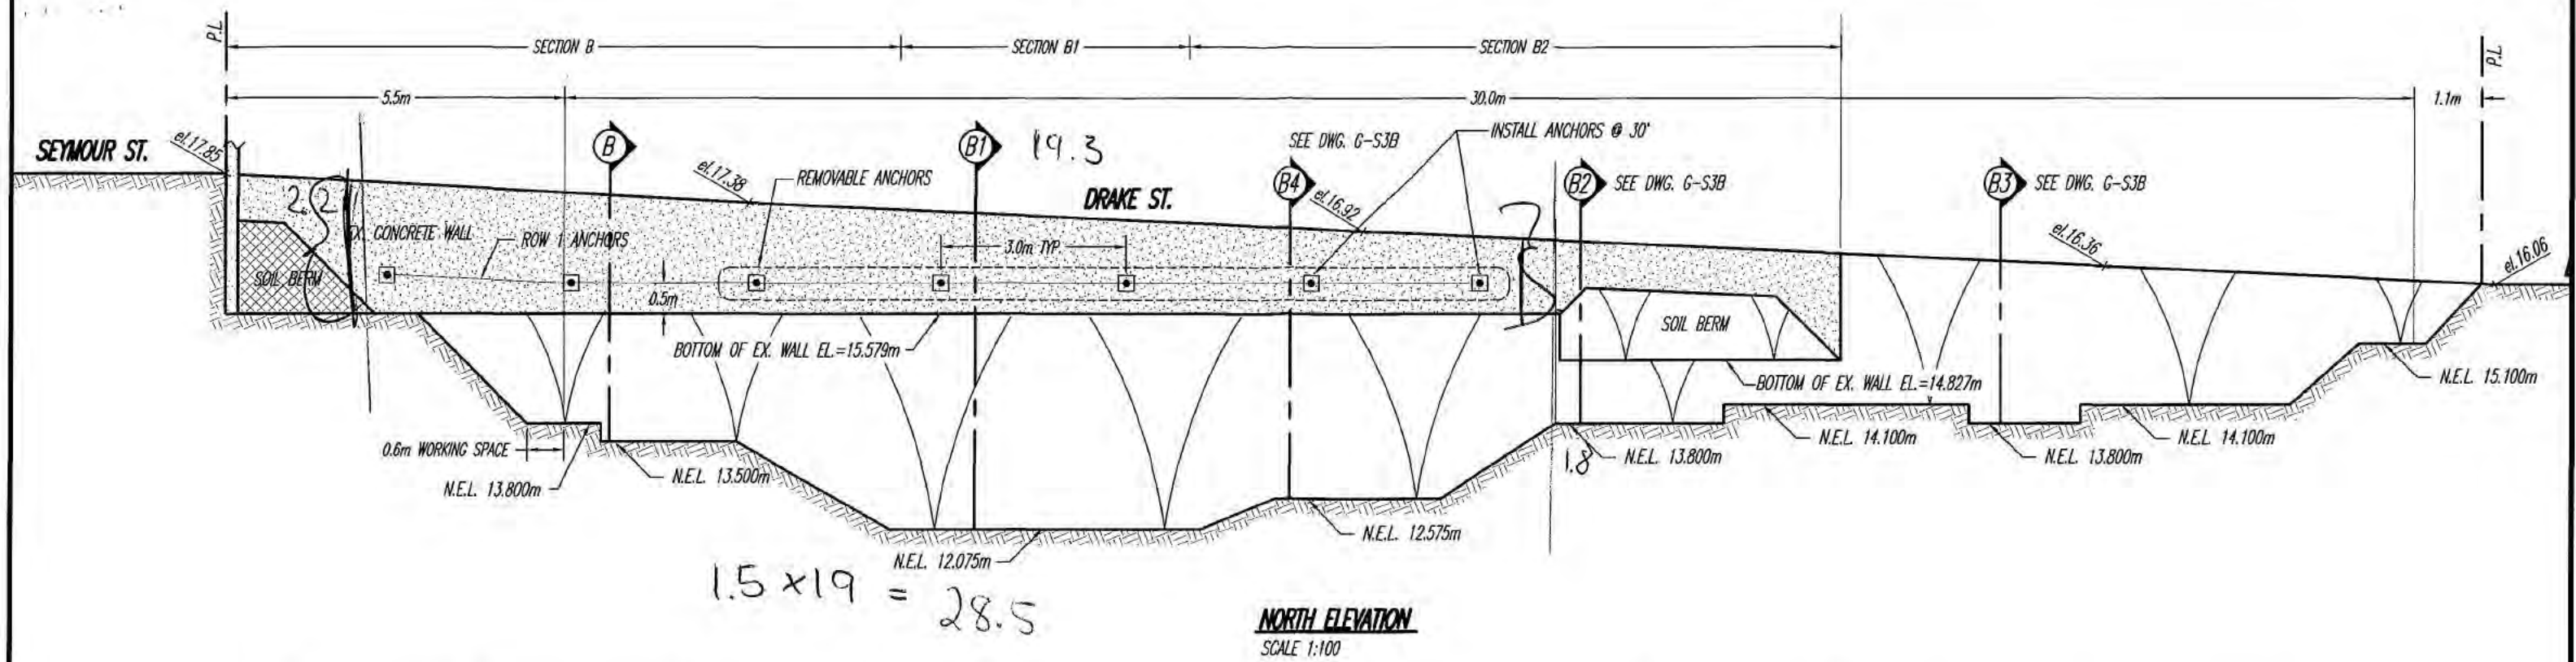 P.L.
SECTION B
SECTION B1
SECTION B2
P.L.
5.5m
30.0m
1.1m
SEYMOUR ST.
el.17.85
B
B1
19.3
SEE DWG. G-S3B
INSTALL ANCHORS @ 30°
el.17.38
REMOVABLE ANCHORS
DRAKE ST.
B4
el.16.92
B2
SEE DWG. G-S3B
B3
SEE DWG. G-S3B
2.2
EX. CONCRETE WALL
ROW 1 ANCHORS
3.0m TYP.
el.16.36
el.16.06
SOIL BERM
0.5m
SOIL BERM
BOTTOM OF EX. WALL EL.=15.579m
BOTTOM OF EX. WALL EL.=14.827m
N.E.L. 15.100m
0.6m WORKING SPACE
N.E.L. 13.800m
N.E.L. 13.500m
1.8
N.E.L. 13.800m
N.E.L. 14.100m
N.E.L. 13.800m
N.E.L. 14.100m
N.E.L. 12.075m
N.E.L. 12.575m
1.5 x19 = 28.5
NORTH ELEVATION
SCALE 1:100